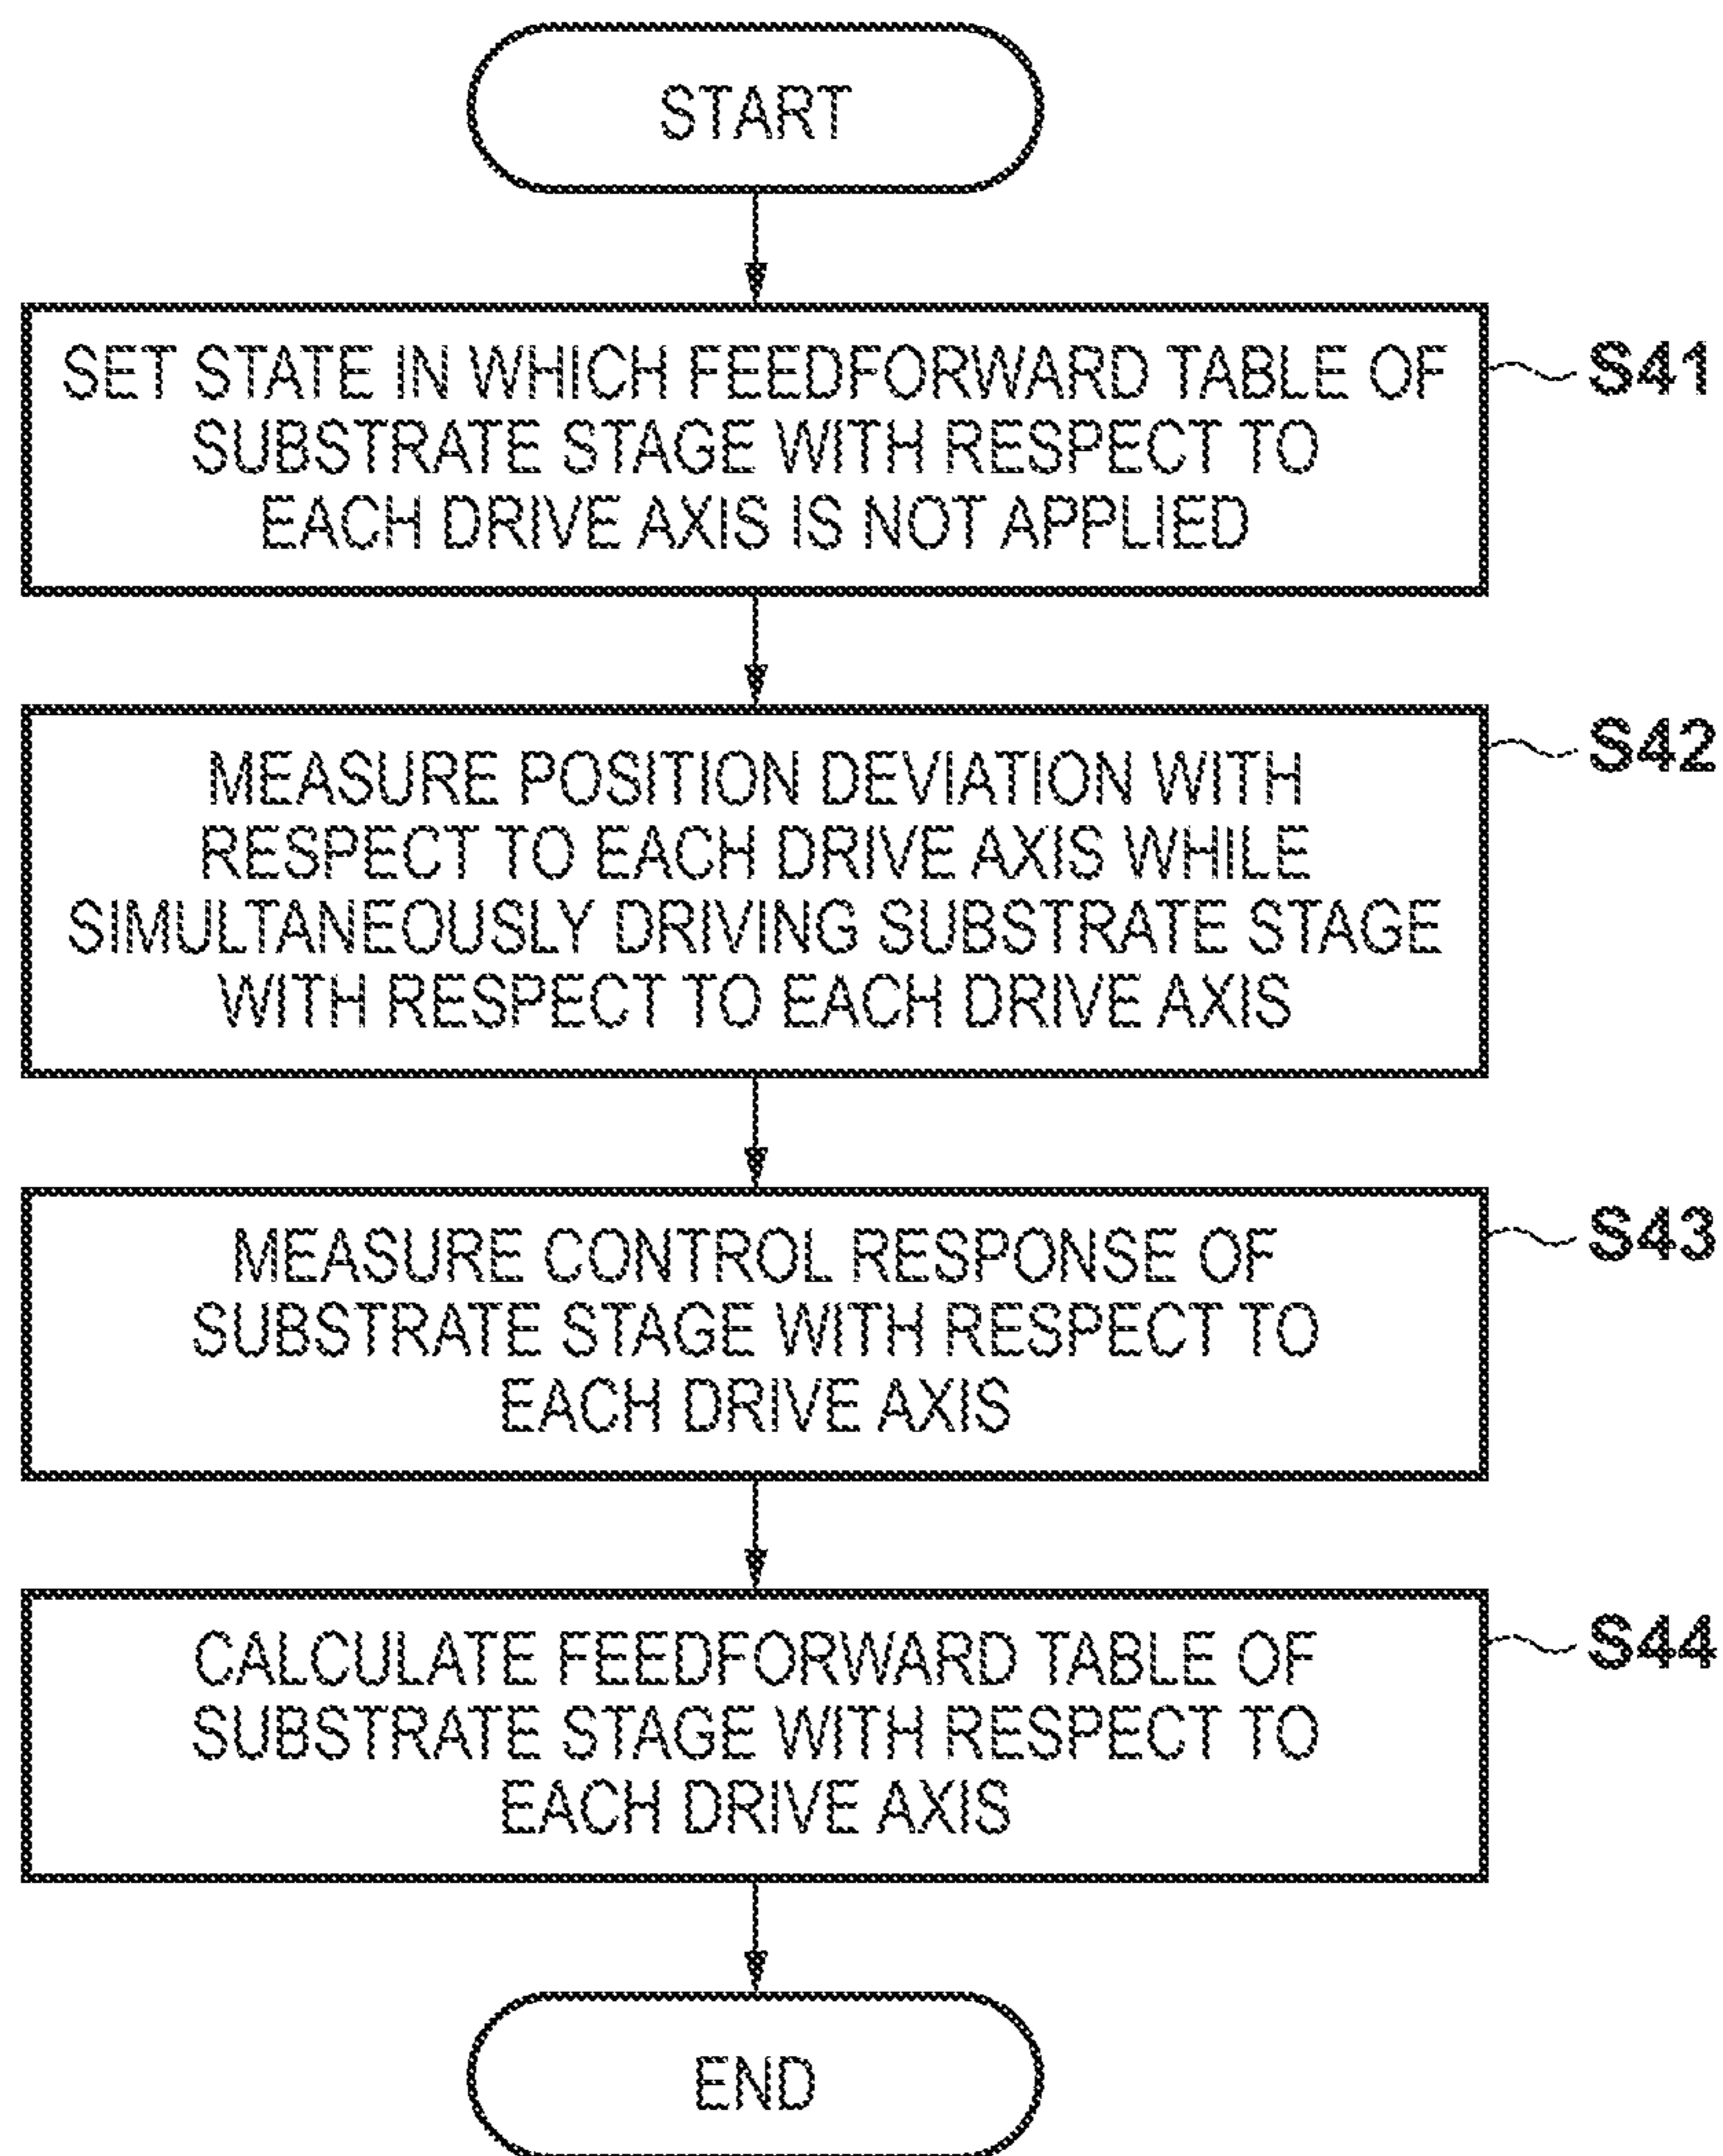 START
SET STATE IN WHICH FEEDFORWARD TABLE OF
SUBSTRATE STAGE WITH RESPECT TO
EACH DRIVE AXIS IS NOT APPLIED
S41
MEASURE POSITION DEVIATION WITH
RESPECT TO EACH DRIVE AXIS WHILE
SIMULTANEOUSLY DRIVING SUBSTRATE STAGE
WITH RESPECT TO EACH DRIVE AXIS
S42
MEASURE CONTROL RESPONSE OF
SUBSTRATE STAGE WITH RESPECT TO
EACH DRIVE AXIS
S43
CALCULATE FEEDFORWARD TABLE OF
SUBSTRATE STAGE WITH RESPECT TO
EACH DRIVE AXIS
S44
END